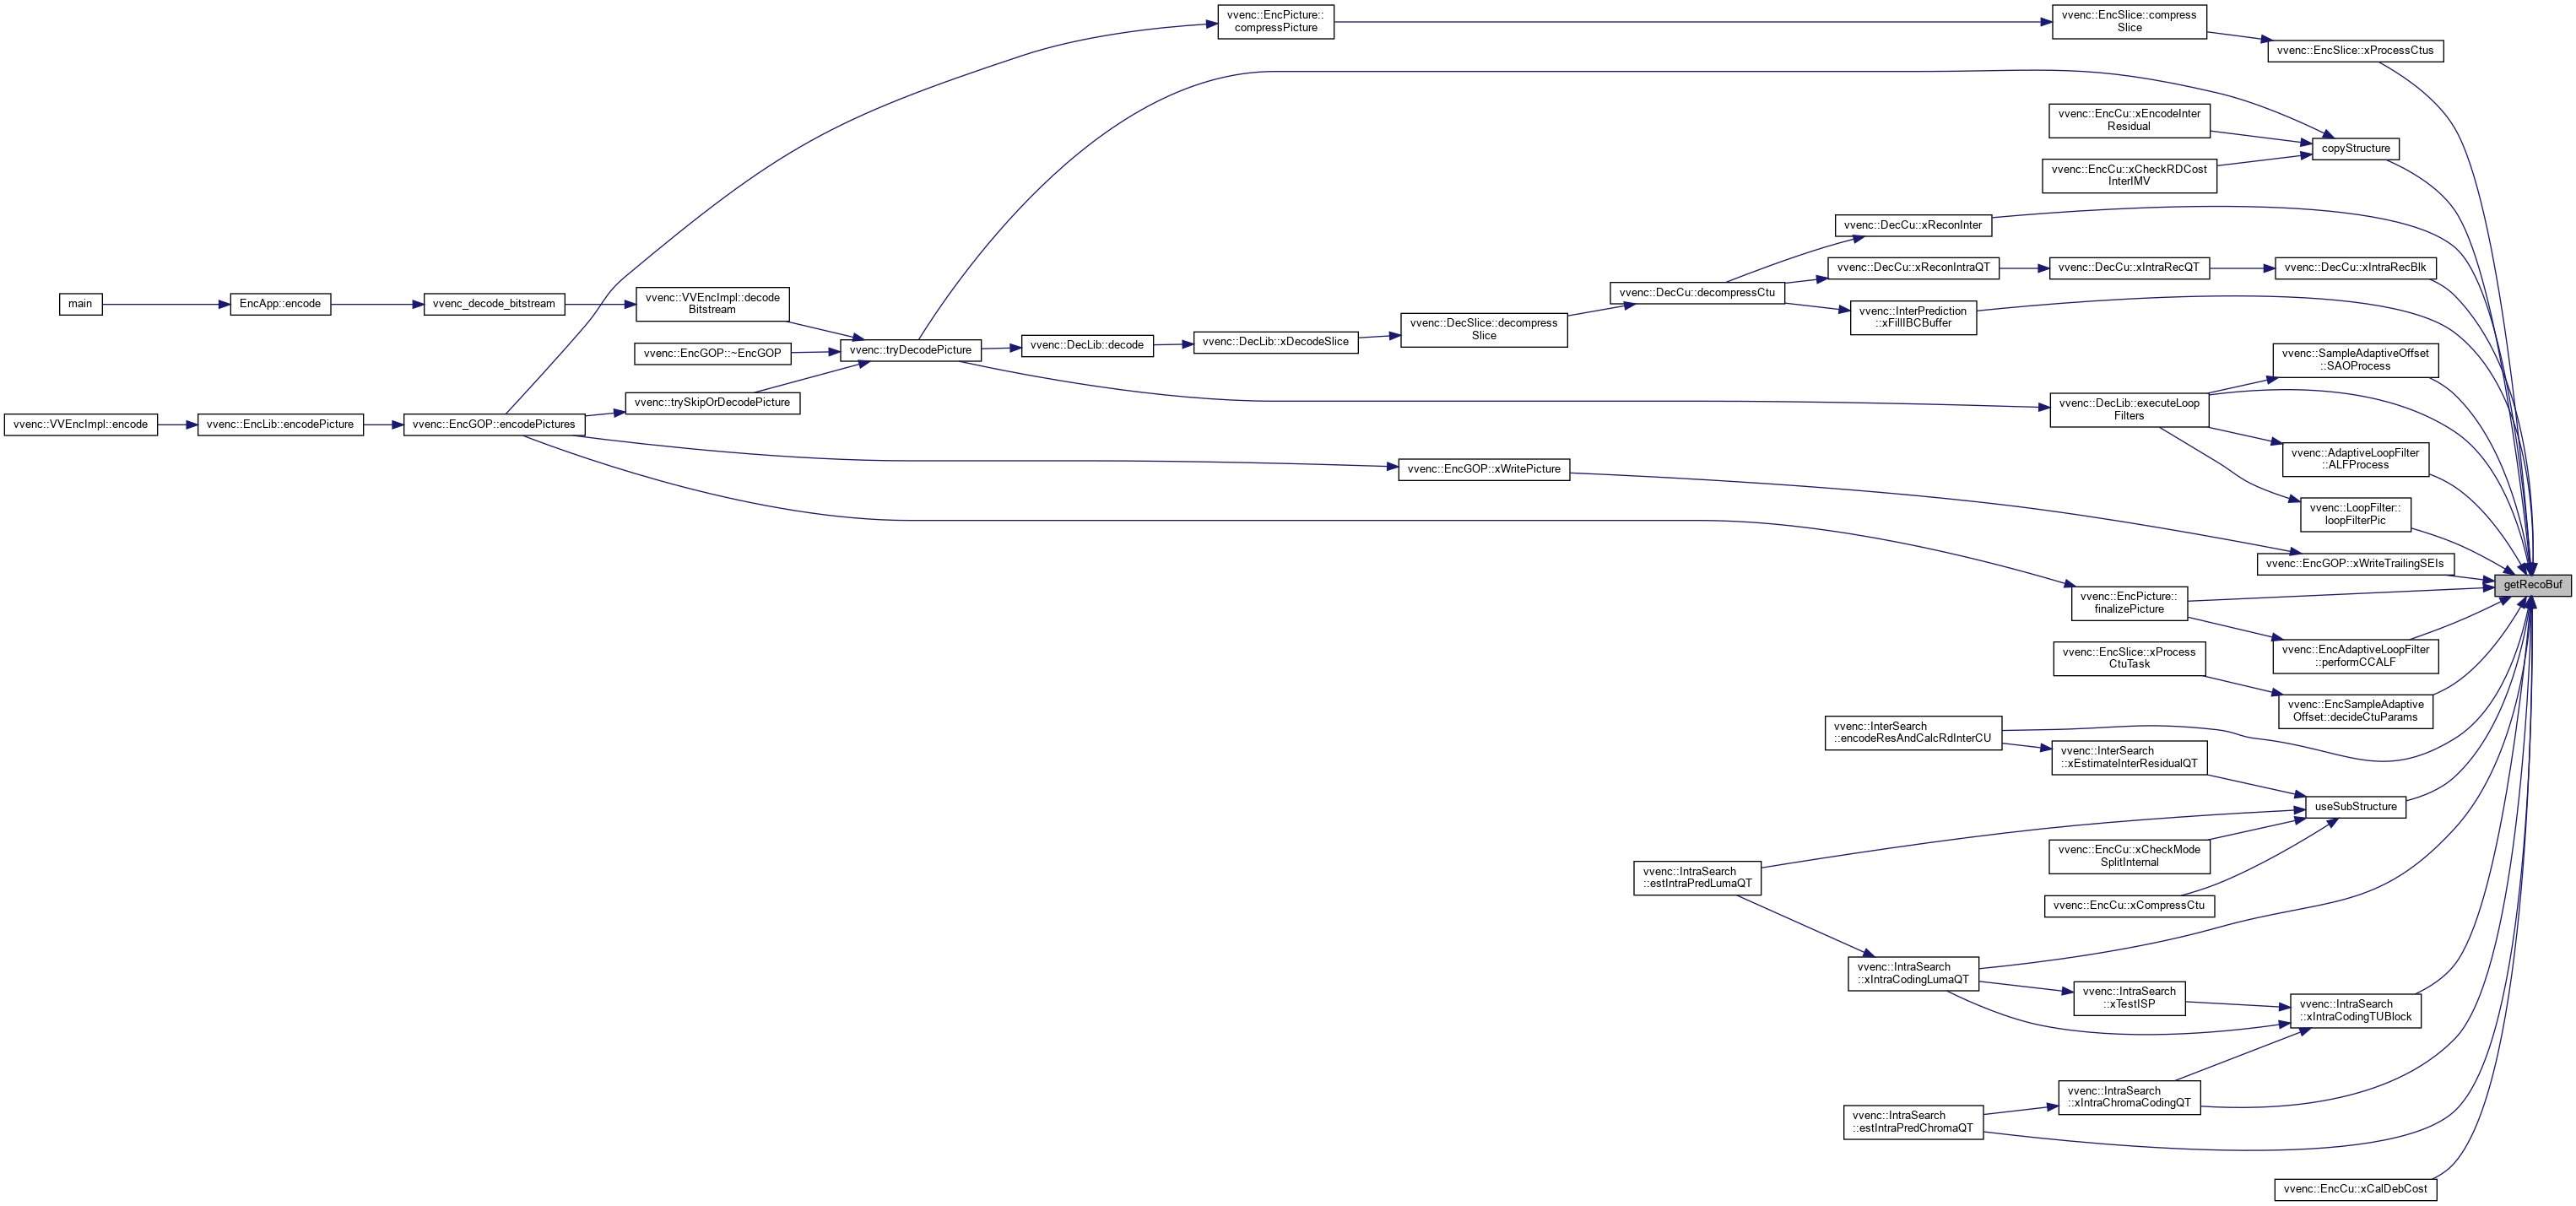 vvenc::EncPicture::
compressPicture
vvenc::EncSlice::compress
Slice
vvenc::EncSlice::xProcessCtus
vvenc::EncCu::xEncodeInter
Residual
copyStructure
vvenc::EncCu::xCheckRDCost
InterIMV
vvenc::DecCu::xReconInter
vvenc::DecCu::xReconIntraQT
vvenc::DecCu::xIntraRecQT
vvenc::DecCu::xIntraRecBlk
main
EncApp::encode
vvenc_decode_bitstream
vvenc::VVEncImpl::decode
Bitstream
vvenc::DecCu::decompressCtu
vvenc::InterPrediction
::xFillIBCBuffer
vvenc::EncGOP::~EncGOP
vvenc::tryDecodePicture
vvenc::DecLib::decode
vvenc::DecLib::xDecodeSlice
vvenc::DecSlice::decompress
Slice
vvenc::SampleAdaptiveOffset
::SAOProcess
vvenc::trySkipOrDecodePicture
vvenc::DecLib::executeLoop
Filters
vvenc::VVEncImpl::encode
vvenc::EncLib::encodePicture
vvenc::EncGOP::encodePictures
vvenc::AdaptiveLoopFilter
::ALFProcess
vvenc::EncGOP::xWritePicture
vvenc::LoopFilter::
loopFilterPic
vvenc::EncGOP::xWriteTrailingSEIs
getRecoBuf
vvenc::EncPicture::
finalizePicture
vvenc::EncAdaptiveLoopFilter
::performCCALF
vvenc::EncSlice::xProcess
CtuTask
vvenc::EncSampleAdaptive
Offset::decideCtuParams
vvenc::InterSearch
::encodeResAndCalcRdInterCU
vvenc::InterSearch
::xEstimateInterResidualQT
useSubStructure
vvenc::EncCu::xCheckMode
SplitInternal
vvenc::IntraSearch
::estIntraPredLumaQT
vvenc::EncCu::xCompressCtu
vvenc::IntraSearch
::xIntraCodingLumaQT
vvenc::IntraSearch
::xTestISP
vvenc::IntraSearch
::xIntraCodingTUBlock
vvenc::IntraSearch
::xIntraChromaCodingQT
vvenc::IntraSearch
::estIntraPredChromaQT
vvenc::EncCu::xCalDebCost